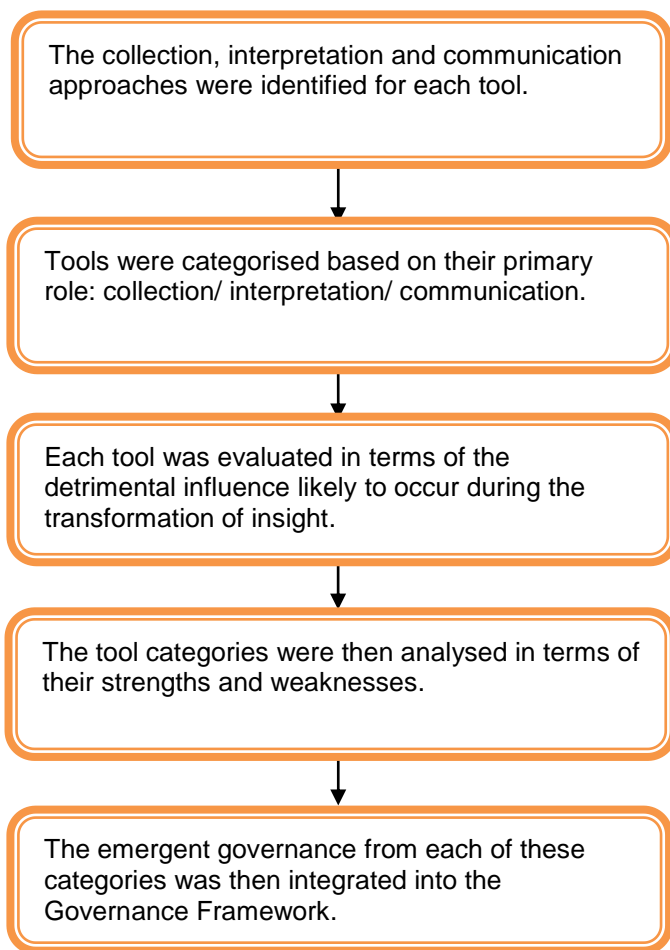 The collection, interpretation and communication
approaches were identified for each tool.
Tools were categorised based on their primary
role: collection/ interpretation/ communication.
Each tool was evaluated in terms of the
detrimental influence likely to occur during the
transformation of insight.
The tool categories were then analysed in terms of
their strengths and weaknesses.
The emergent governance from each of these
categories was then integrated into the
Governance Framework.